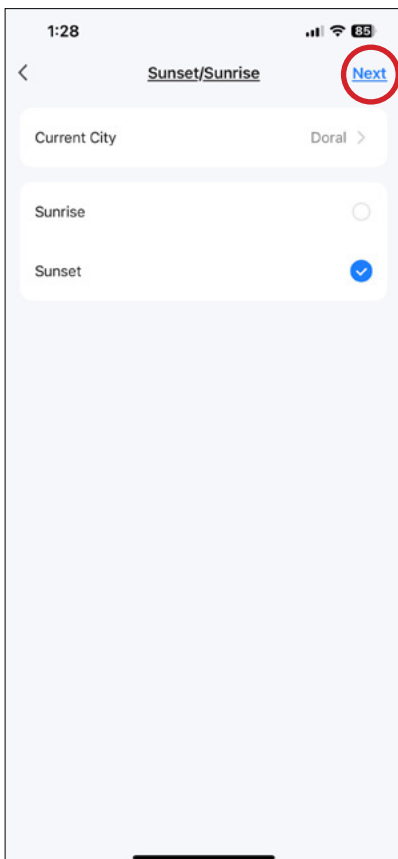 1:28 85
Sunset/Sunrise Next
Current City Doral
Sunrise
Sunset